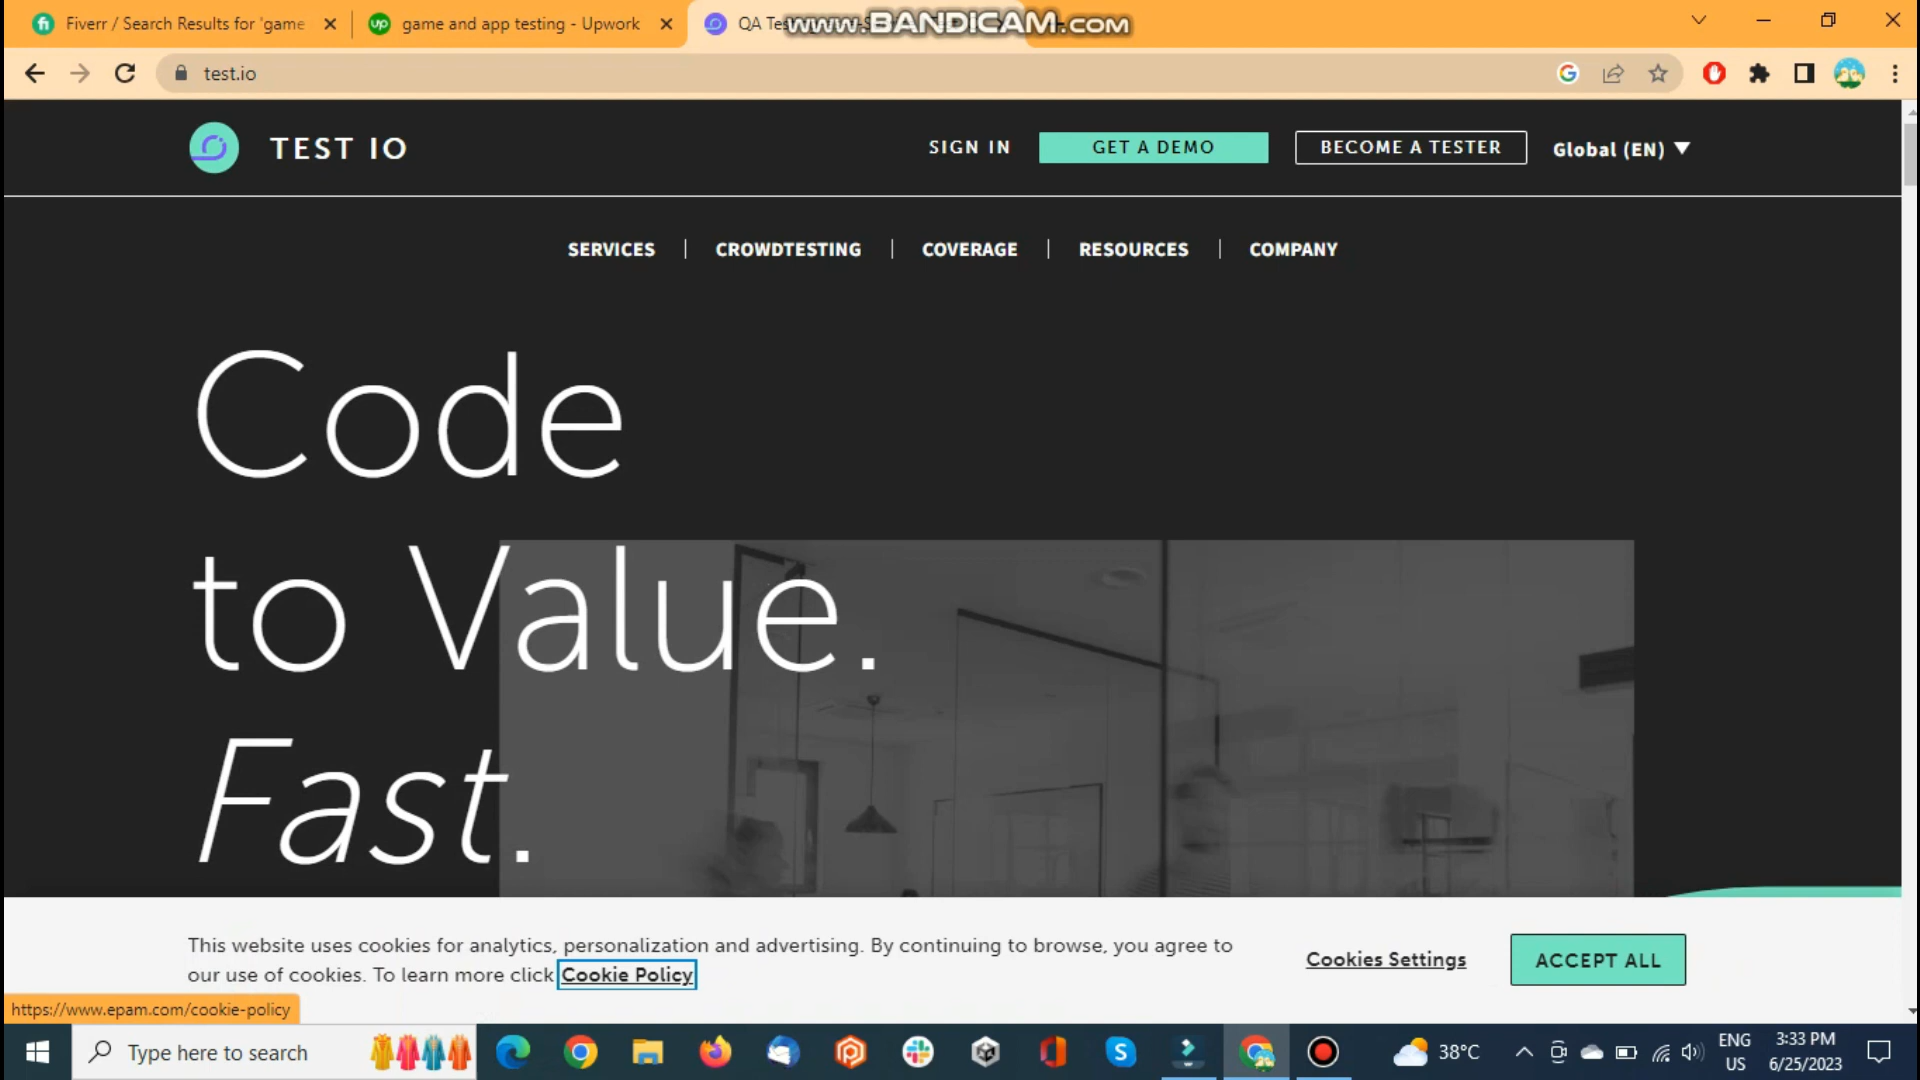 Fiverr / Search Results for 'game
game and app testing - Upwork
QA Tes
www.BANDICAM.com
test.io
TEST IO
SIGN IN
GET A DEMO
BECOME A TESTER
Global (EN)
SERVICES
CROWDTESTING
COVERAGE
RESOURCES
COMPANY
Code
to Value.
Fast.
This website uses cookies for analytics, personalization and advertising. By continuing to browse, you agree to
our use of cookies. To learn more click Cookie Policy
Cookies Settings
ACCEPT ALL
https://www.epam.com/cookie-policy
Type here to search
38°C
ENG
US
3:33 PM
6/25/2023